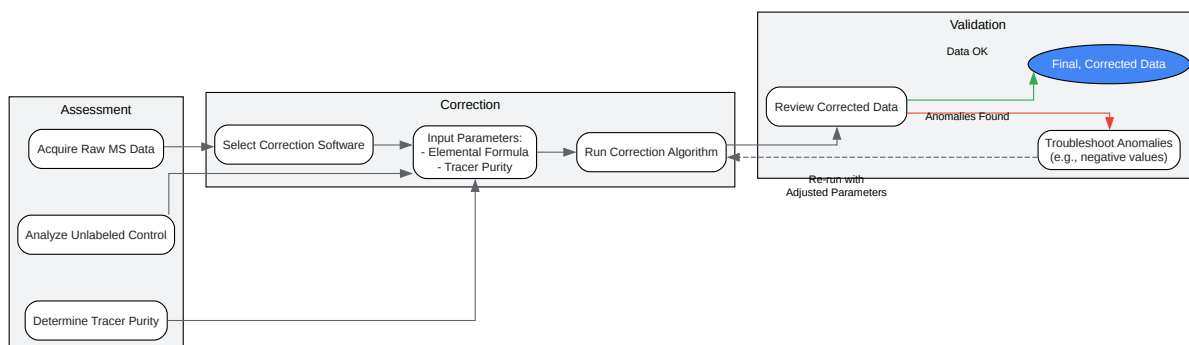 Assessment
Acquire Raw MS Data
Analyze Unlabeled Control
Determine Tracer Purity
Correction
Select Correction Software
Input Parameters:
- Elemental Formula
- Tracer Purity
Run Correction Algorithm
Validation
Data OK
Final, Corrected Data
Review Corrected Data
Anomalies Found
Troubleshoot Anomalies
(e.g., negative values)
Re-run with
Adjusted Parameters